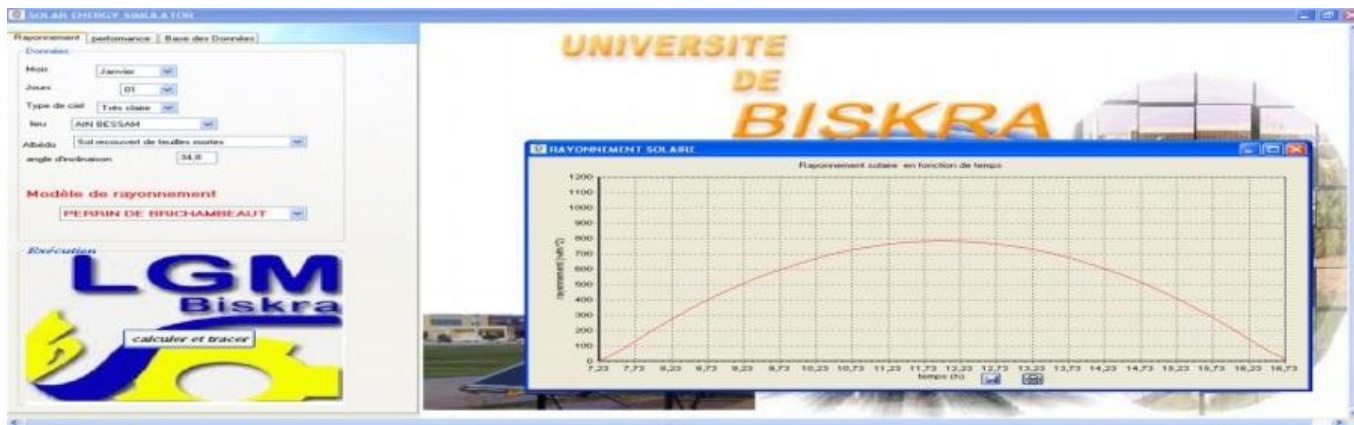 SOLAR ENERGY SIMULATOR
Rayonnement performance Base des Données
Données
Mois Janvier
Jours 01
Type de ciel Très claire
lieu AIN BESSAM
Albédo Sol recouvert de feuilles mortes
angle d'inclinaison 34,8
Modèle de rayonnement
PERRIN DE BRICHAMBEAUT
Exécution
LGM
Biskra
calculer et tracer
UNIVERSITE
DE
BISKRA
RAYONNEMENT SOLAIRE
Rayonnement solaire en fonction de temps
1200
1100
1000
900
800
700
600
500
400
300
200
100
0
rayonnement (w/m^2)
7,23 7,73 8,23 8,73 9,23 9,73 10,23 10,73 11,23 11,73 12,23 12,73 13,23 13,73 14,23 14,73 15,23 15,73 16,23 16,73
temps (h)